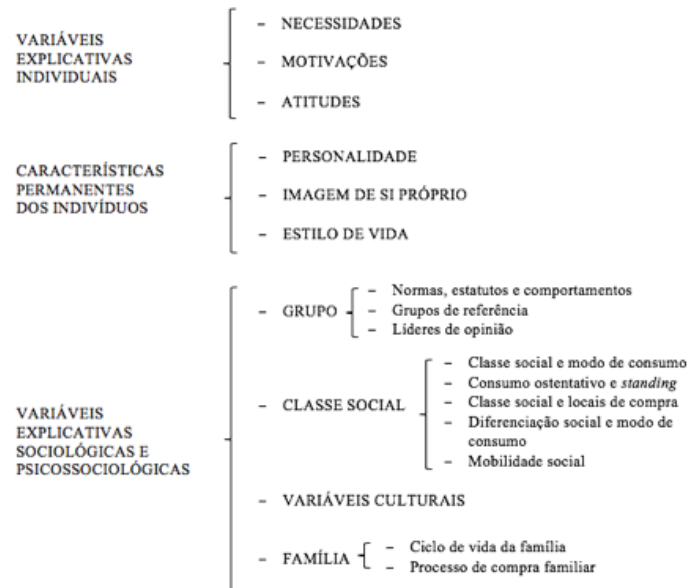 VARIÁVEIS
EXPLICATIVAS
INDIVIDUAIS
– NECESSIDADES
– MOTIVAÇÕES
– ATITUDES
CARACTERÍSTICAS
PERMANENTES
DOS INDIVÍDUOS
– PERSONALIDADE
– IMAGEM DE SI PRÓPRIO
– ESTILO DE VIDA
VARIÁVEIS
EXPLICATIVAS
SOCIOLÓGICAS E
PSICOSSOCIOLÓGICAS
– GRUPO
– Normas, estatutos e comportamentos
– Grupos de referência
– Líderes de opinião
– CLASSE SOCIAL
– Classe social e modo de consumo
– Consumo ostentativo e standing
– Classe social e locais de compra
– Diferenciação social e modo de
consumo
– Mobilidade social
– VARIÁVEIS CULTURAIS
– FAMÍLIA
– Ciclo de vida da família
– Processo de compra familiar